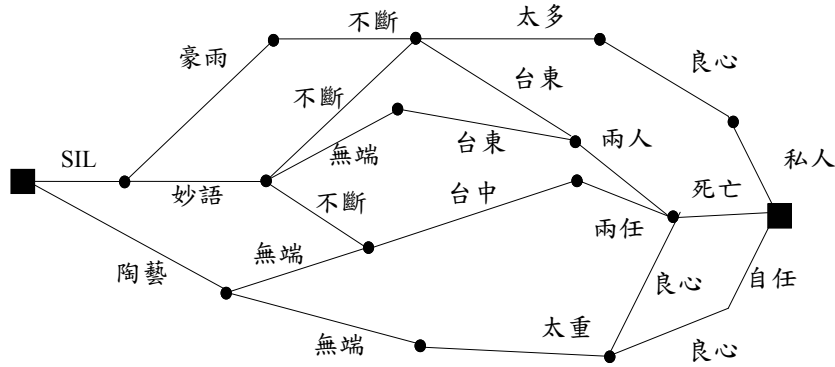 不斷
太多
豪雨
良心
台東
不斷
無端
台東
兩人
SIL
私人
妙語
不斷
台中
死亡
兩任
無端
陶藝
良心
自任
無端
太重
良心